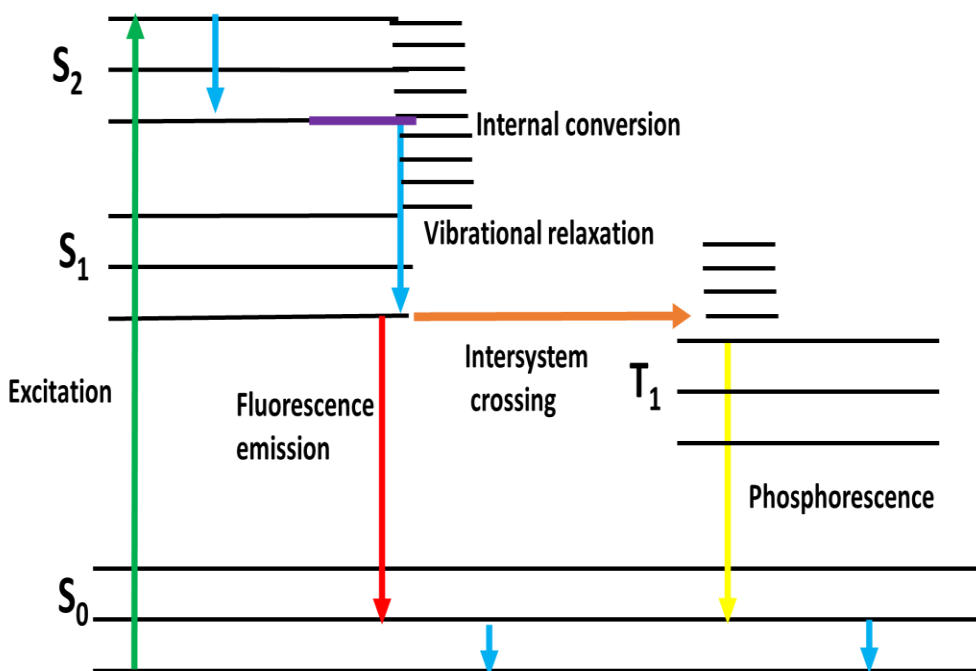 S2
Internal conversion
Vibrational relaxation
S1
Intersystem
crossing
T1
Excitation
Fluorescence
emission
Phosphorescence
S0